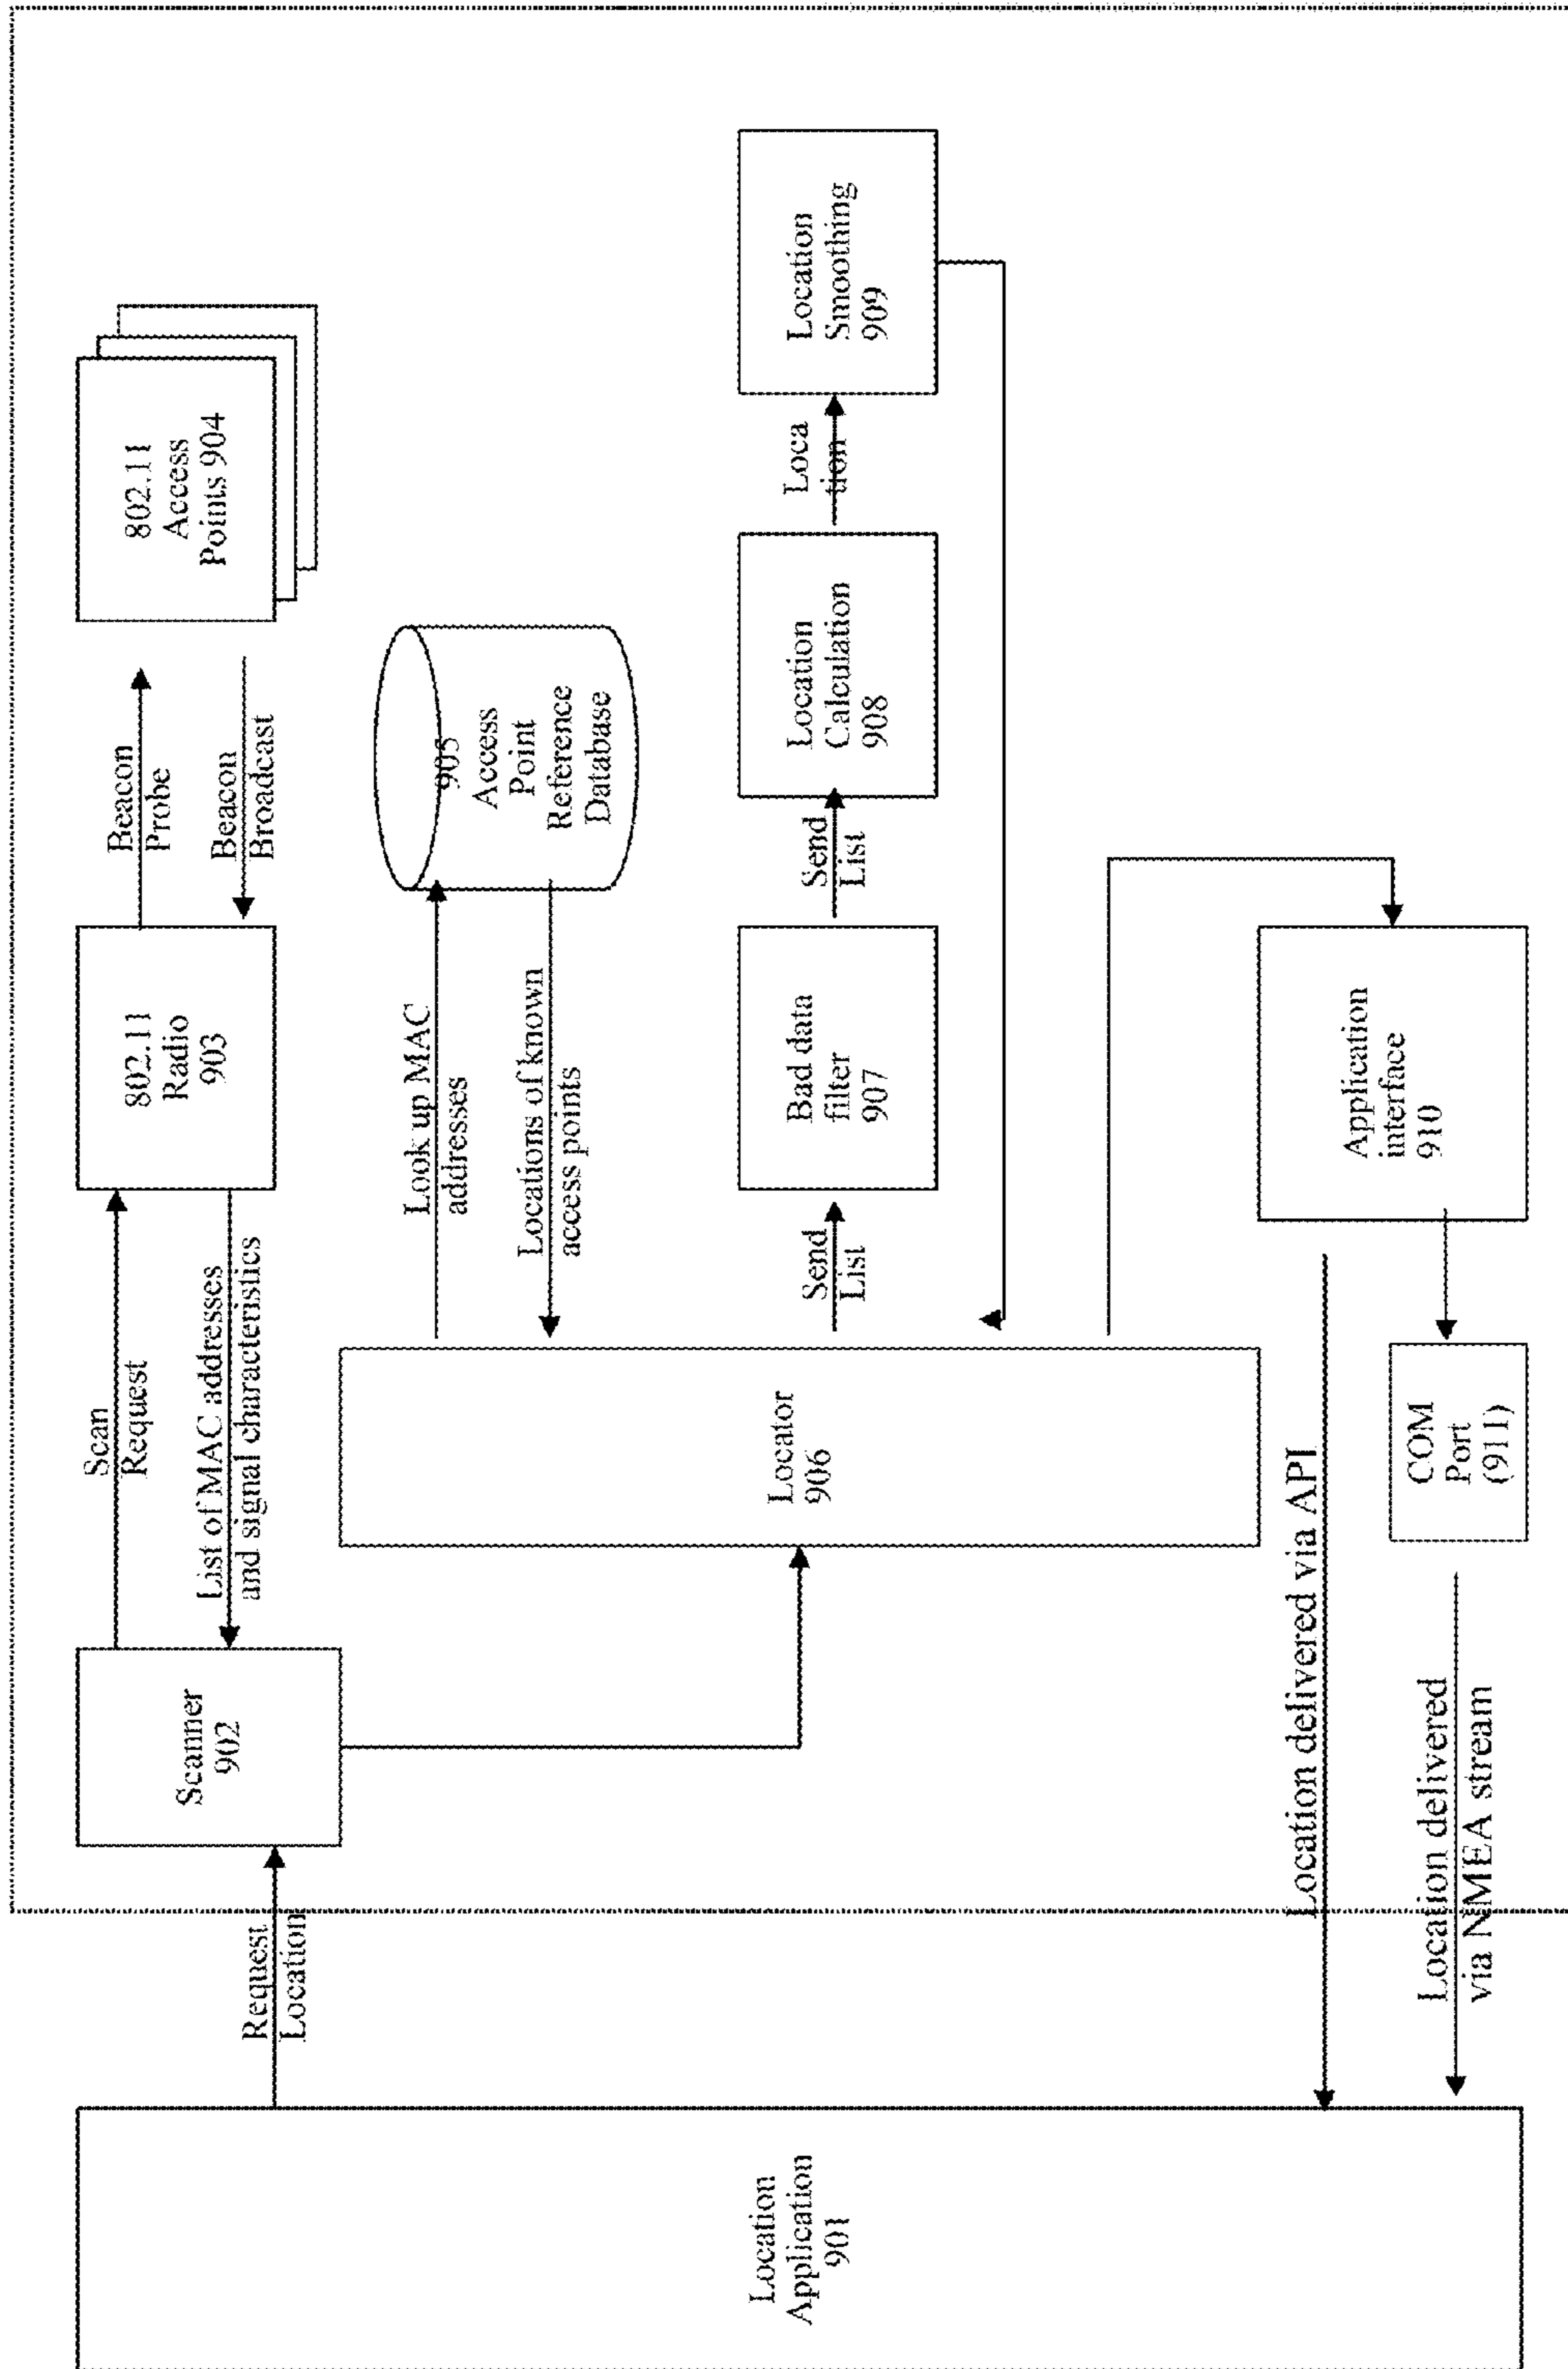 Location
Application
901
Request
Location
Scanner
902
Scan
Request
List of MAC addresses
and signal characteristics
802.11
Radio
903
Beacon
Probe
Beacon
Broadcast
802.11
Access
Points 904
Look up MAC
addresses
Locations of known
access points
905
Access
Point
Reference
Database
Locator
906
Send
List
Bad data
filter
907
Send
List
Location
Calculation
908
Loca
tion
Location
Smoothing
909
Application
interface
910
COM
Port
(911)
Location delivered via API
Location delivered
via NMEA stream